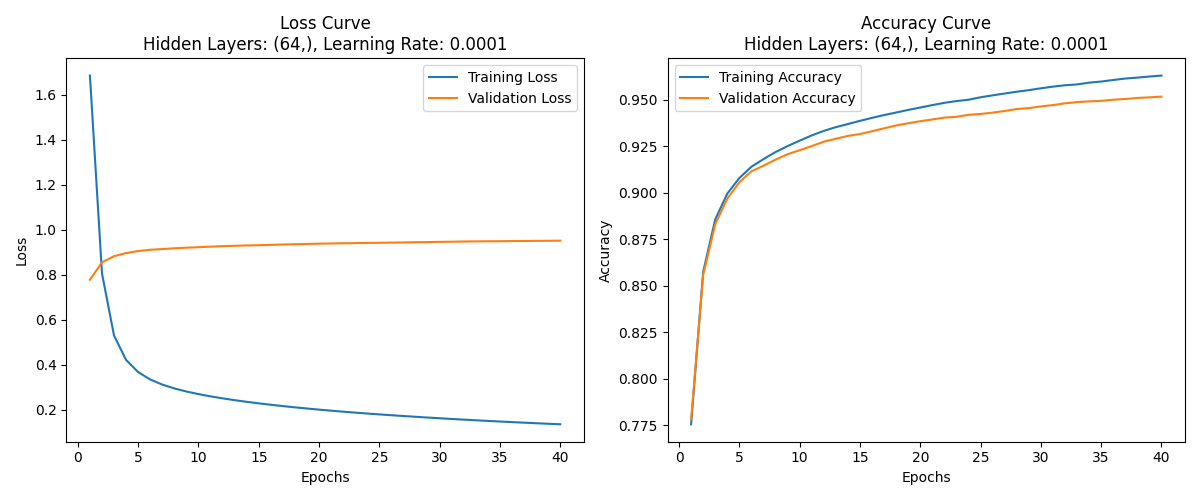 Loss Curve
Hidden Layers: (64,), Learning Rate: 0.0001
Training Loss
Validation Loss
1.6
1.4
1.2
1.0
0.8
0.6
0.4
0.2
Loss
0 5 10 15 20 25 30 35 40
Epochs
Accuracy Curve
Hidden Layers: (64,), Learning Rate: 0.0001
Training Accuracy
Validation Accuracy
0.950
0.925
0.900
0.875
0.850
0.825
0.800
0.775
Accuracy
0 5 10 15 20 25 30 35 40
Epochs